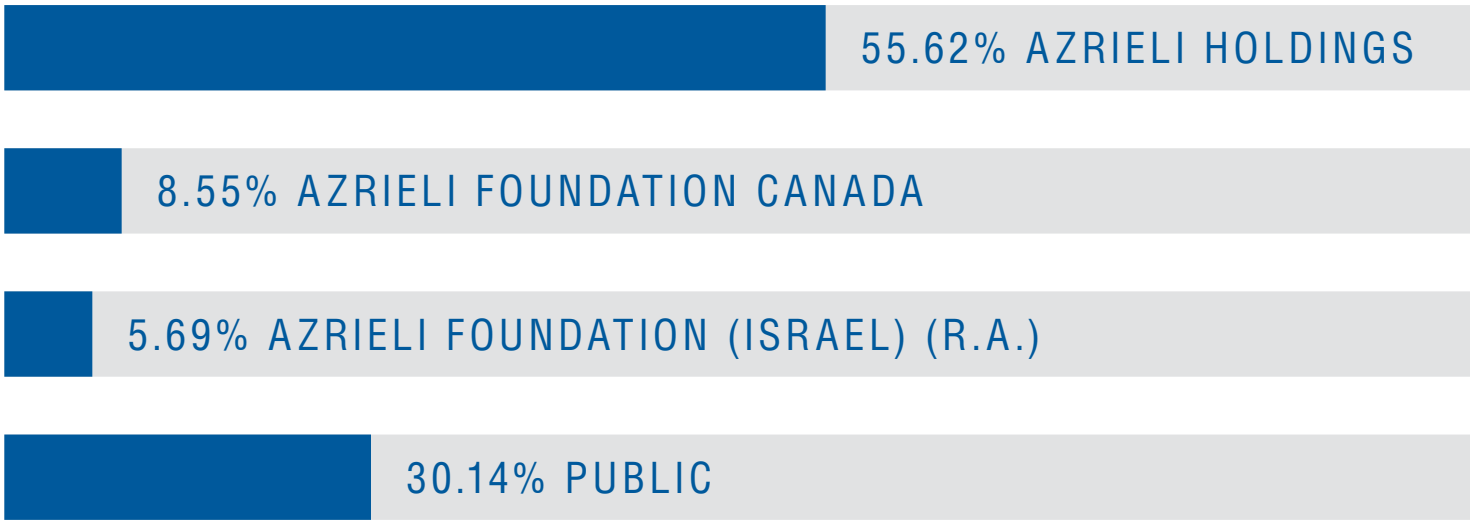 55.62% AZRIELI HOLDINGS
8.55% AZRIELI FOUNDATION CANADA
5.69% AZRIELI FOUNDATION (ISRAEL) (R.A.)
30.14% PUBLIC